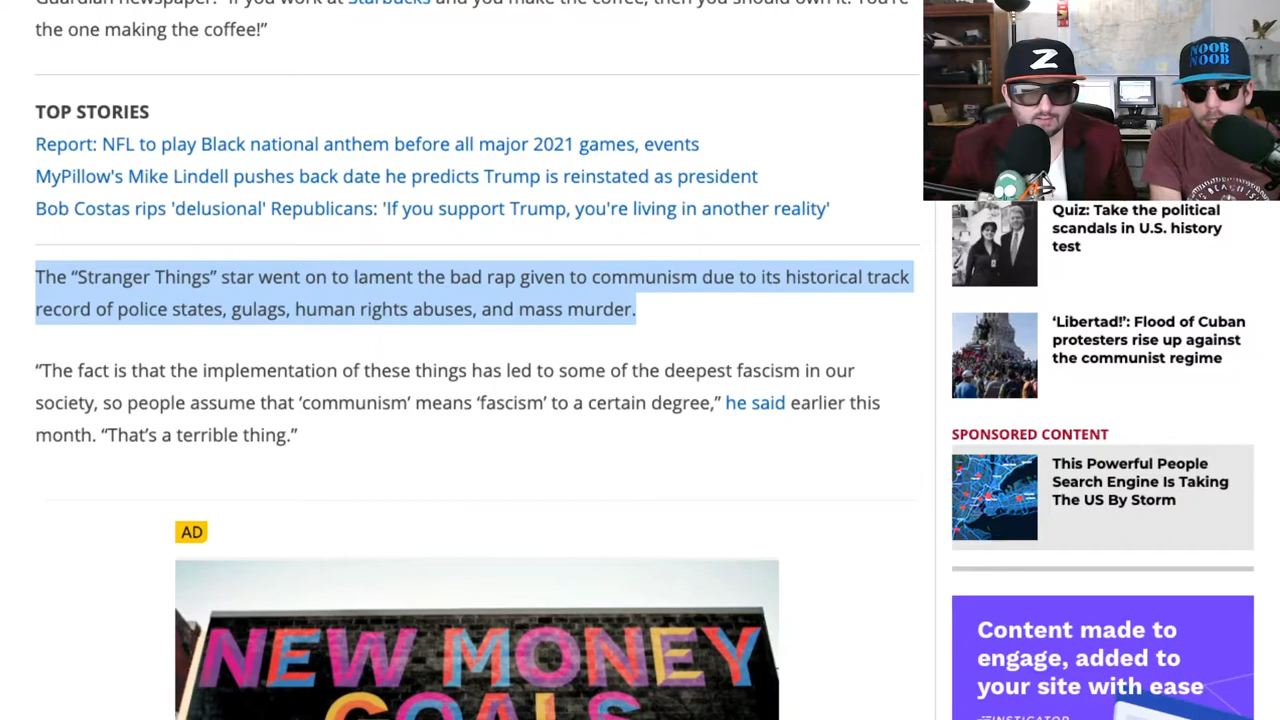 Guardian newspaper: “If you work at Starbucks and you make the coffee, then you should own it. You’re
the one making the coffee!”
TOP STORIES
Report: NFL to play Black national anthem before all major 2021 games, events
MyPillow's Mike Lindell pushes back date he predicts Trump is reinstated as president
Bob Costas rips 'delusional' Republicans: 'If you support Trump, you're living in another reality'
The “Stranger Things” star went on to lament the bad rap given to communism due to its historical track
record of police states, gulags, human rights abuses, and mass murder.
“The fact is that the implementation of these things has led to some of the deepest fascism in our
society, so people assume that ‘communism’ means ‘fascism’ to a certain degree,” he said earlier this
month. “That’s a terrible thing.”
AD
NEW MONEY
GOALS
Z
NOOB
NOOB
Quiz: Take the political
scandals in U.S. history
test
‘Libertad!’: Flood of Cuban
protesters rise up against
the communist regime
SPONSORED CONTENT
This Powerful People
Search Engine Is Taking
The US By Storm
Content made to
engage, added to
your site with ease
INSTICATOR